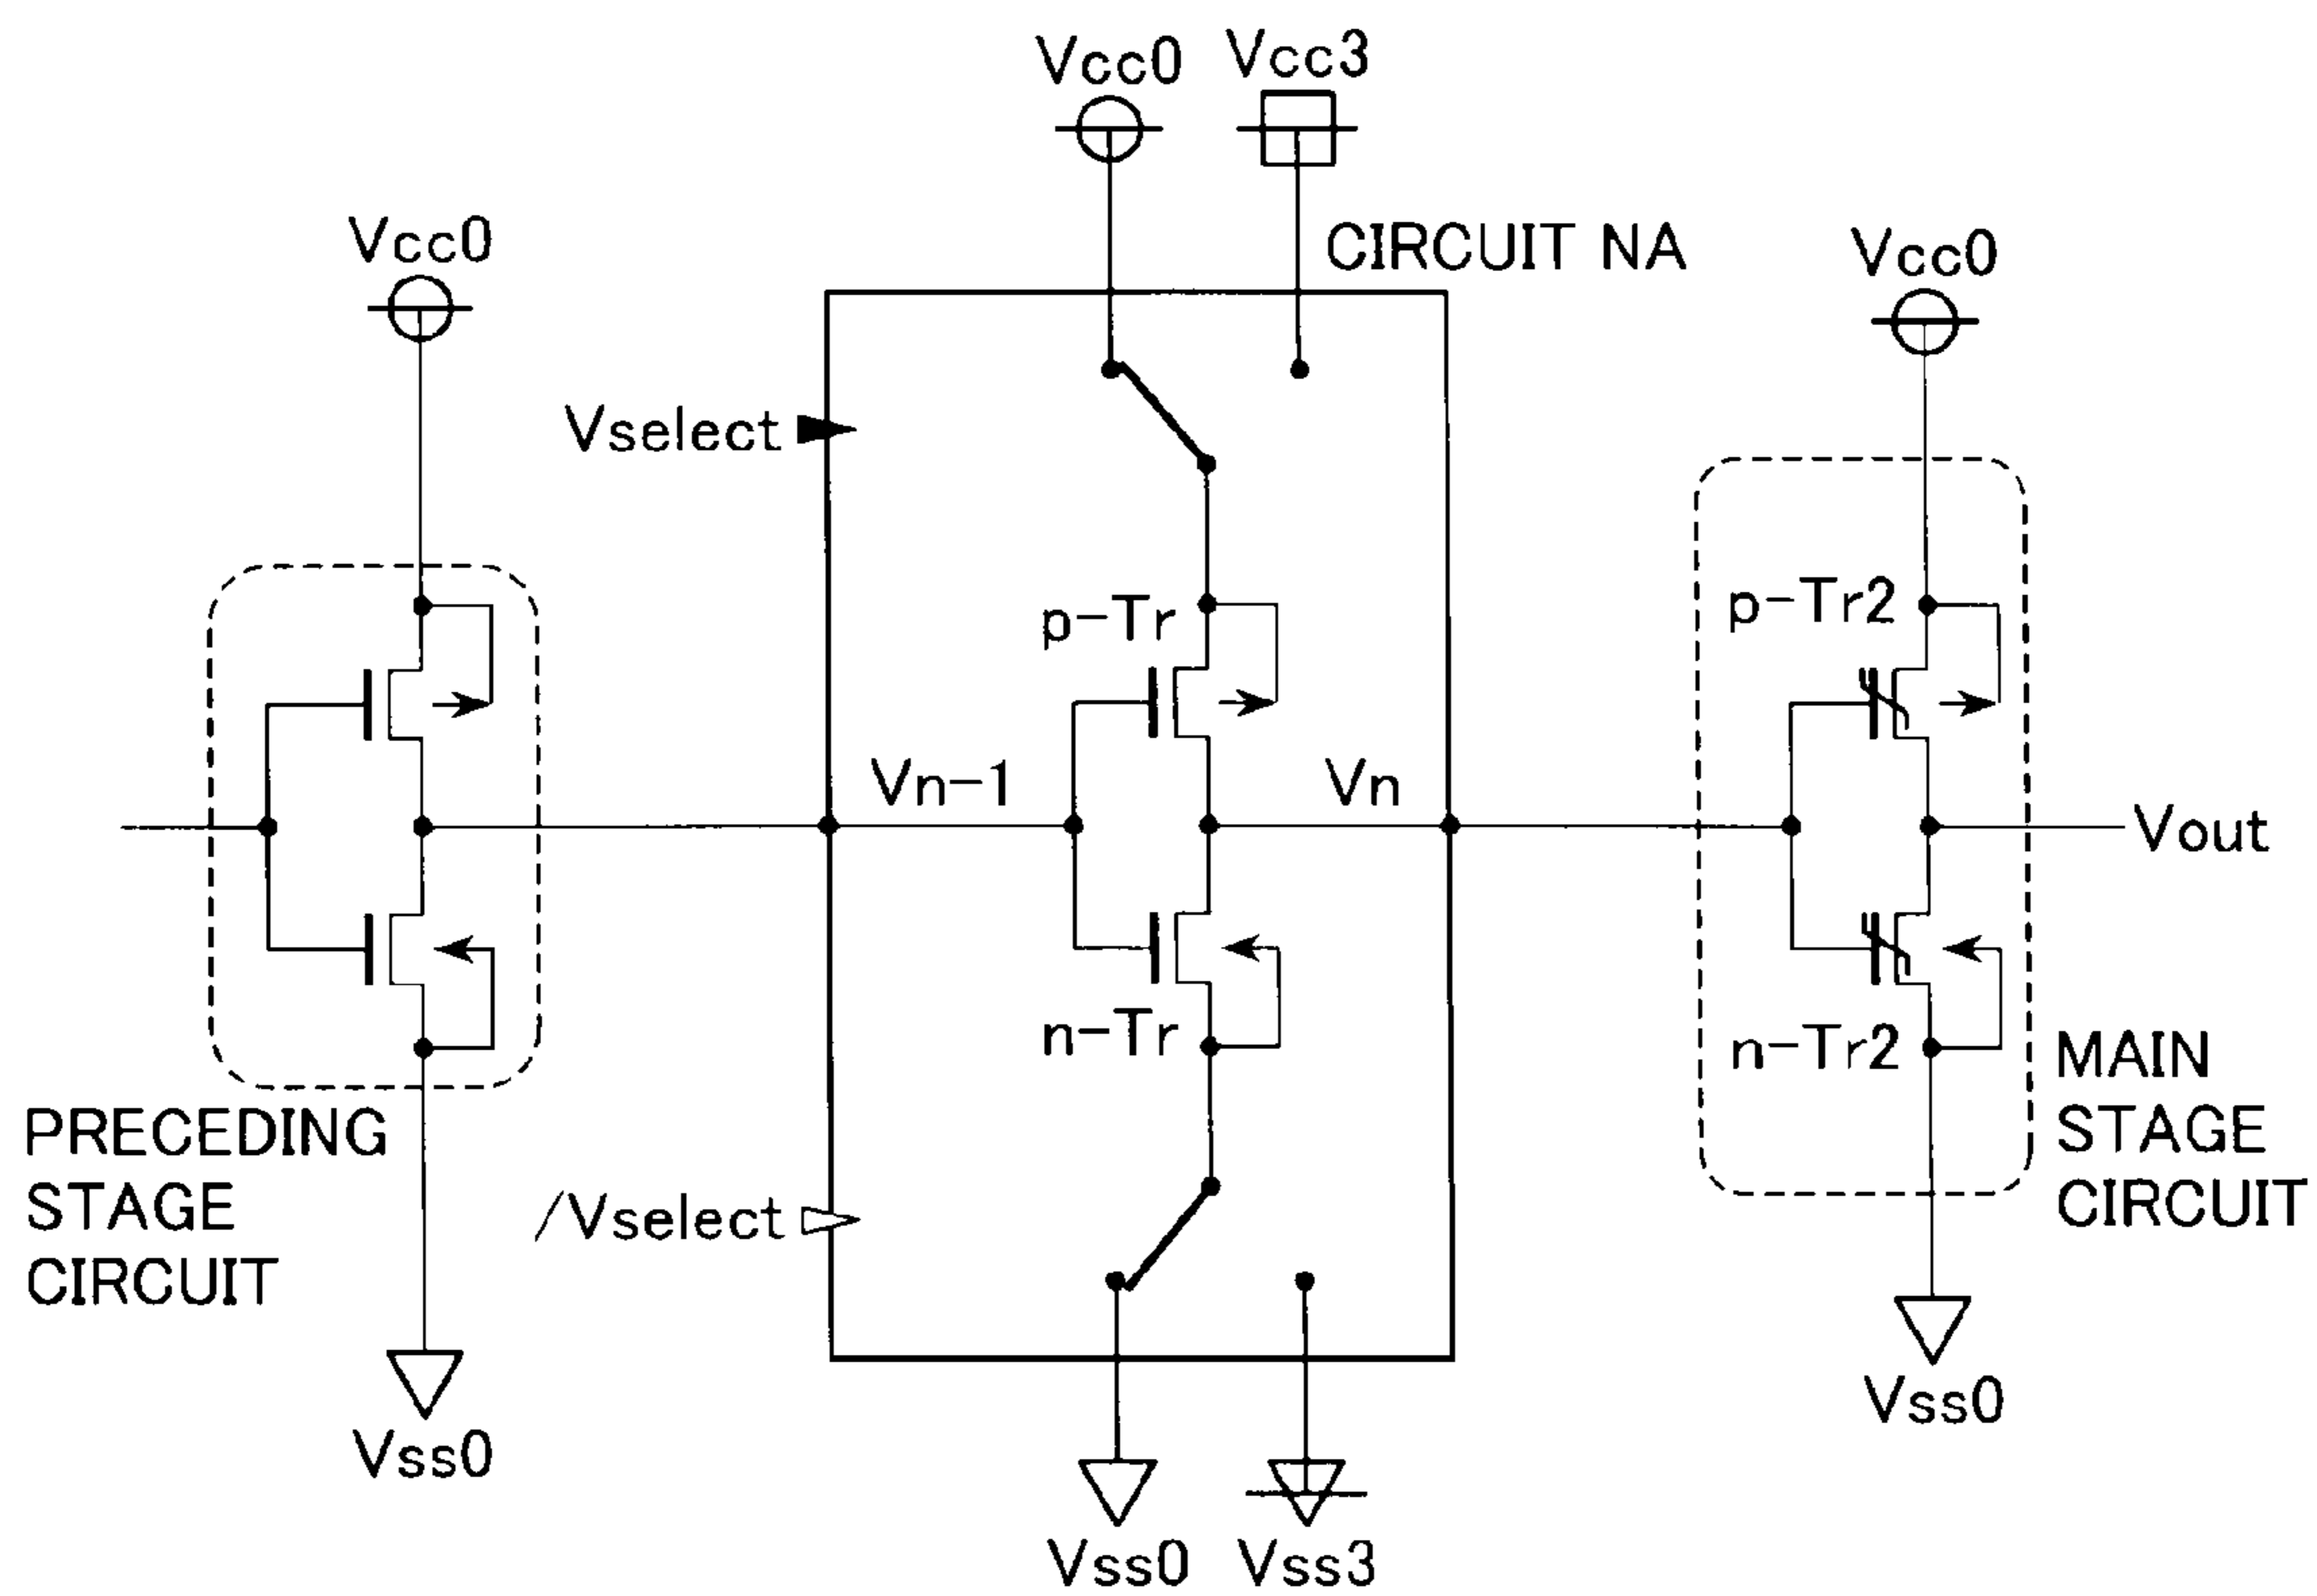 Vcc0 Vcc3
CIRCUIT NA
Vcc0
Vcc0
Vselect
p-Tr
p-Tr2
Vn-1
Vn
Vout
n-Tr
n-Tr2
MAIN
STAGE
CIRCUIT
PRECEDING
STAGE
CIRCUIT
/Vselect
Vss0
Vss0
Vss0 Vss3